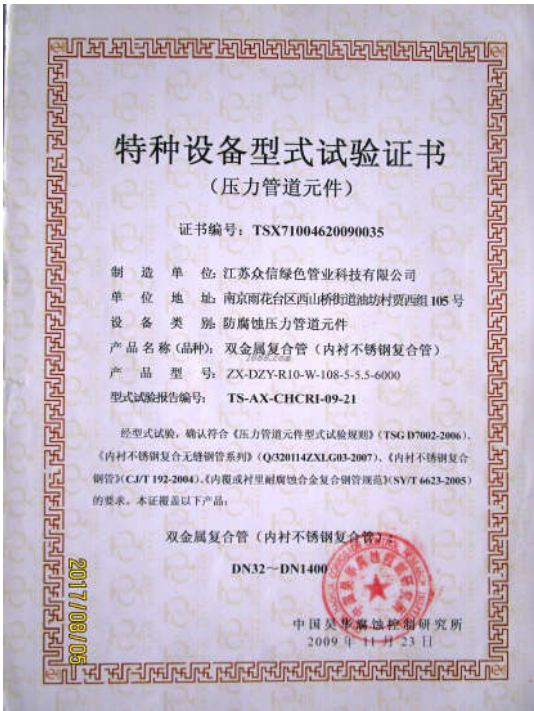 特种设备型式试验证书
（压力管道元件）
证书编号：TSX71004620090035
制造单位：江苏众信绿色管业科技有限公司
单位地址：南京雨花台区西山桥街道油坊村贾西组 105 号
设备类别：防腐蚀压力管道元件
产品名称（品种）：双金属复合管（内衬不锈钢复合管）
产品型号：ZX-DZY-R10-W-108-5-5.5-6000
型式试验报告编号：TS-AX-CHCRI-09-21
经型式试验，确认符合《压力管道元件型式试验规则》（TSG D7002-2006）、
《内衬不锈钢复合无缝钢管系列》（Q/320114ZXLG03-2007）、《内衬不锈钢复合
钢管》（CJ/T 192-2004）、《内覆或衬里耐腐蚀合金复合钢管规范》（SY/T 6623-2005）
的要求。本证覆盖以下产品：
双金属复合管（内衬不锈钢复合管）：
DN32～DN1400
中国昊华腐蚀控制研究所
2009 年 11 月 23 日
2017/08/05